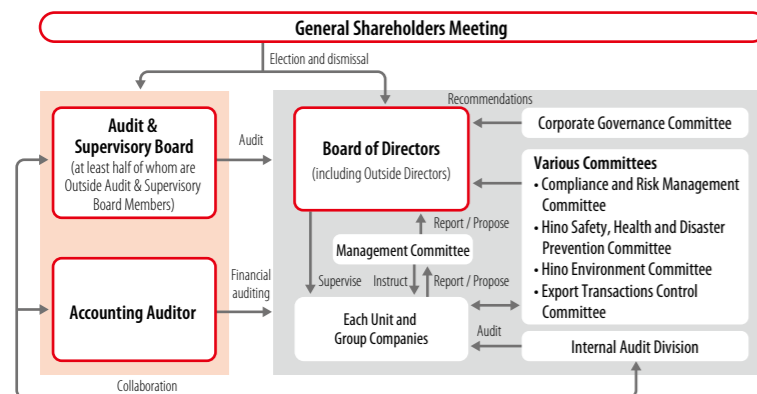 General Shareholders Meeting
Election and dismissal
Audit &
Supervisory Board
(at least half of whom are
Outside Audit & Supervisory
Board Members)
Audit
Board of Directors
(including Outside Directors)
Recommendations
Corporate Governance Committee
Various Committees
• Compliance and Risk Management
Committee
• Hino Safety, Health and Disaster
Prevention Committee
• Hino Environment Committee
• Export Transactions Control
Committee
Report / Propose
Management Committee
Supervise
Instruct
Report / Propose
Accounting Auditor
Financial
auditing
Each Unit and
Group Companies
Audit
Internal Audit Division
Collaboration